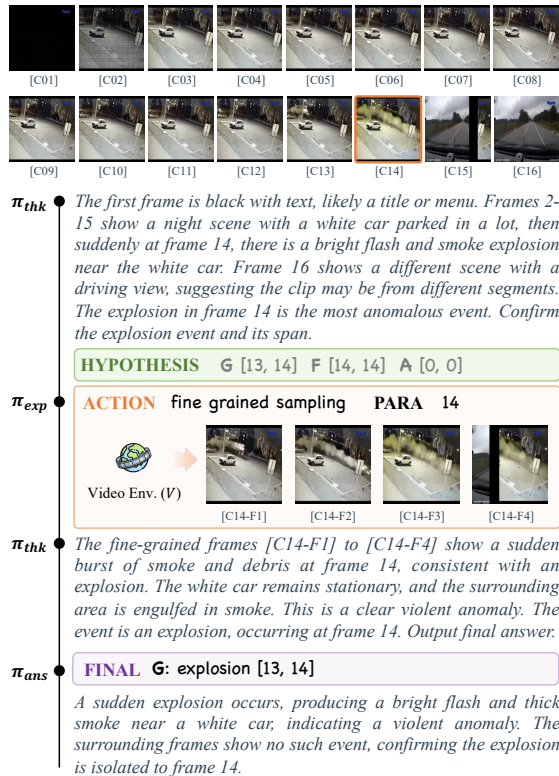 [C01] [C02] [C03] [C04] [C05] [C06] [C07] [C08]
[C09] [C10] [C11] [C12] [C13] [C14] [C15] [C16]
π_thk
The first frame is black with text, likely a title or menu. Frames 2-
15 show a night scene with a white car parked in a lot, then
suddenly at frame 14, there is a bright flash and smoke explosion
near the white car. Frame 16 shows a different scene with a
driving view, suggesting the clip may be from different segments.
The explosion in frame 14 is the most anomalous event. Confirm
the explosion event and its span.
HYPOTHESIS G [13, 14] F [14, 14] A [0, 0]
π_exp
ACTION fine grained sampling PARA 14
Video Env. (V)
[C14-F1] [C14-F2] [C14-F3] [C14-F4]
π_thk
The fine-grained frames [C14-F1] to [C14-F4] show a sudden
burst of smoke and debris at frame 14, consistent with an
explosion. The white car remains stationary, and the surrounding
area is engulfed in smoke. This is a clear violent anomaly. The
event is an explosion, occurring at frame 14. Output final answer.
π_ans
FINAL G: explosion [13, 14]
A sudden explosion occurs, producing a bright flash and thick
smoke near a white car, indicating a violent anomaly. The
surrounding frames show no such event, confirming the explosion
is isolated to frame 14.